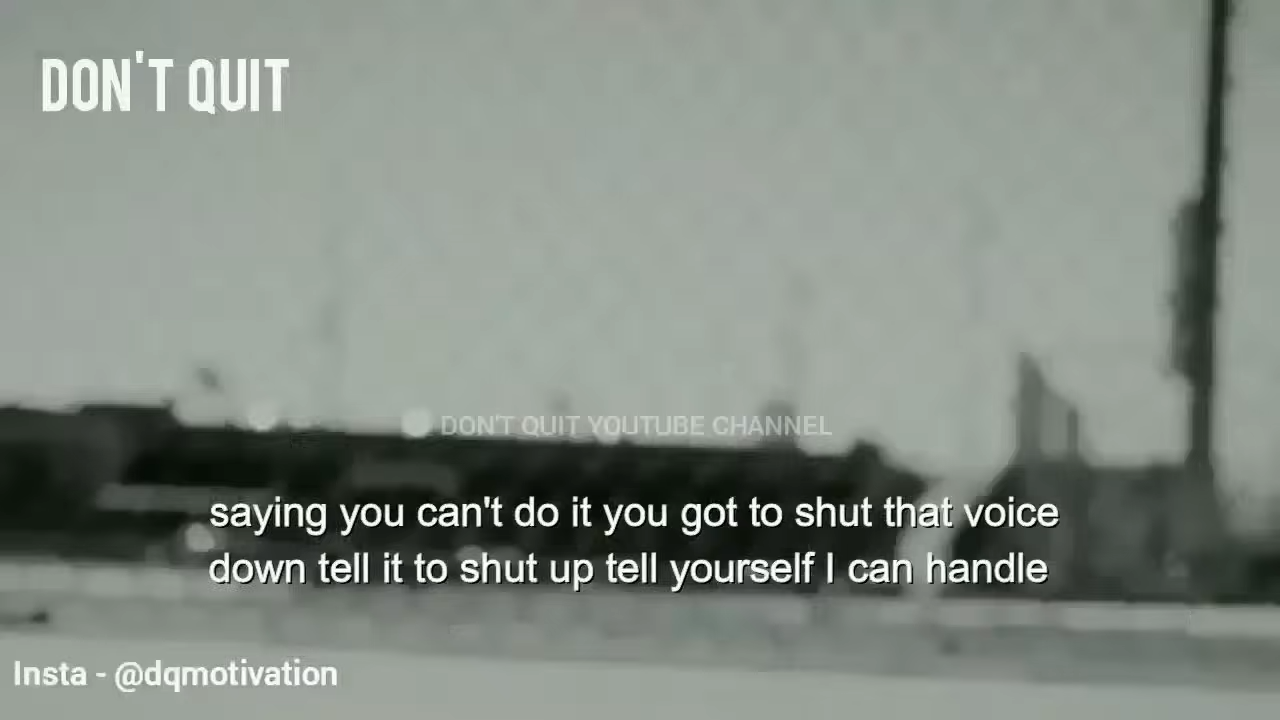 DON'T QUIT
DON'T QUIT YOUTUBE CHANNEL
saying you can't do it you got to shut that voice
down tell it to shut up tell yourself I can handle
Insta - @dqmotivation